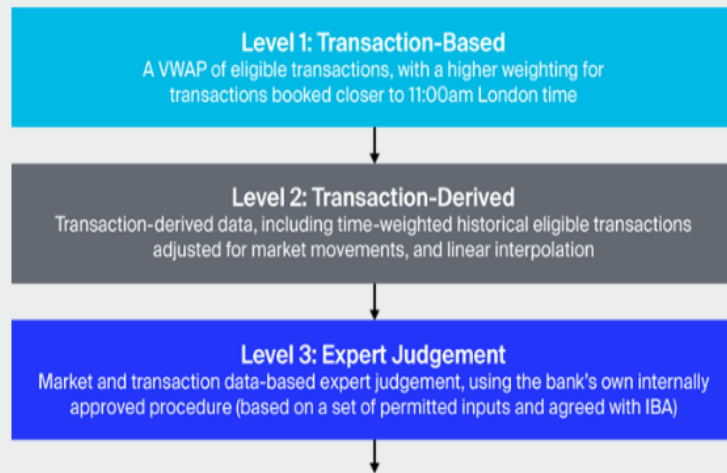 Level 1: Transaction-Based
A VWAP of eligible transactions, with a higher weighting for
transactions booked closer to 11:00am London time
Level 2: Transaction-Derived
Transaction-derived data, including time-weighted historical eligible transactions
adjusted for market movements, and linear interpolation
Level 3: Expert Judgement
Market and transaction data-based expert judgement, using the bank's own internally
approved procedure (based on a set of permitted inputs and agreed with IBA)